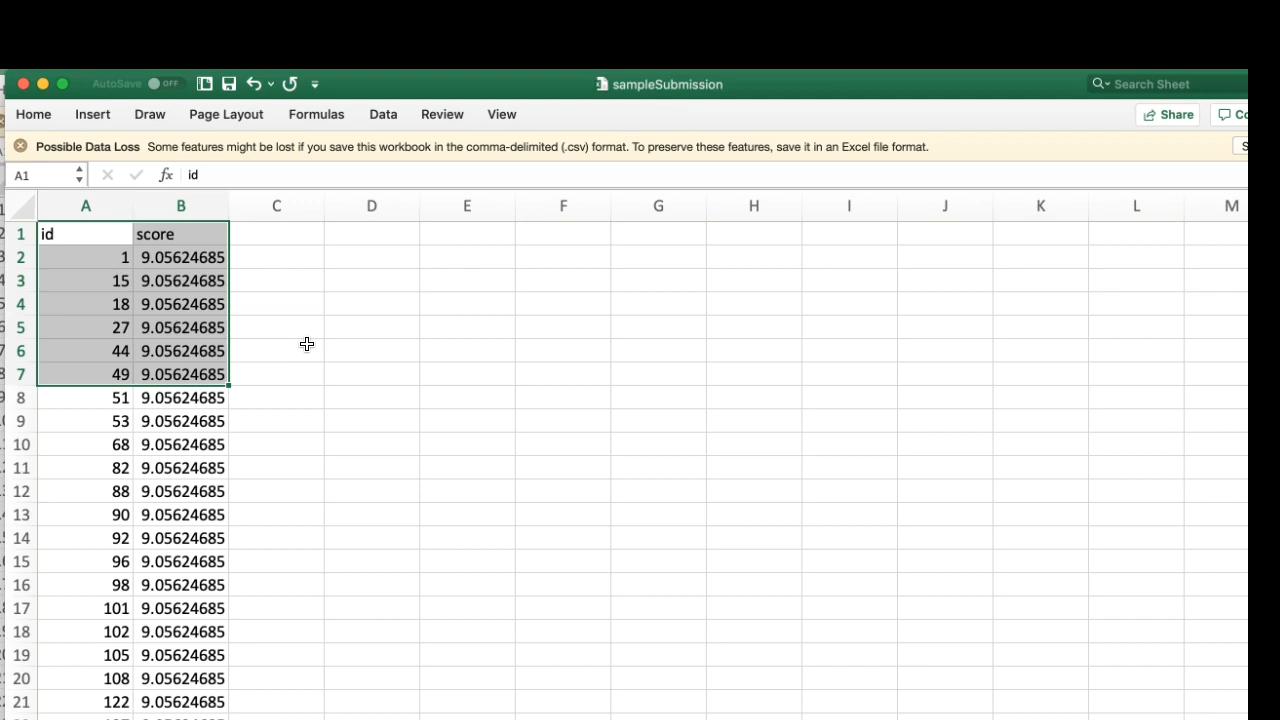 AutoSave OFF sampleSubmission Search Sheet
Home Insert Draw Page Layout Formulas Data Review View Share Co
Possible Data Loss Some features might be lost if you save this workbook in the comma-delimited (.csv) format. To preserve these features, save it in an Excel file format. S
A1 fx id
A B C D E F G H I J K L M
1 id score
2 1 9.05624685
3 15 9.05624685
4 18 9.05624685
5 27 9.05624685
6 44 9.05624685
7 49 9.05624685
8 51 9.05624685
9 53 9.05624685
10 68 9.05624685
11 82 9.05624685
12 88 9.05624685
13 90 9.05624685
14 92 9.05624685
15 96 9.05624685
16 98 9.05624685
17 101 9.05624685
18 102 9.05624685
19 105 9.05624685
20 108 9.05624685
21 122 9.05624685